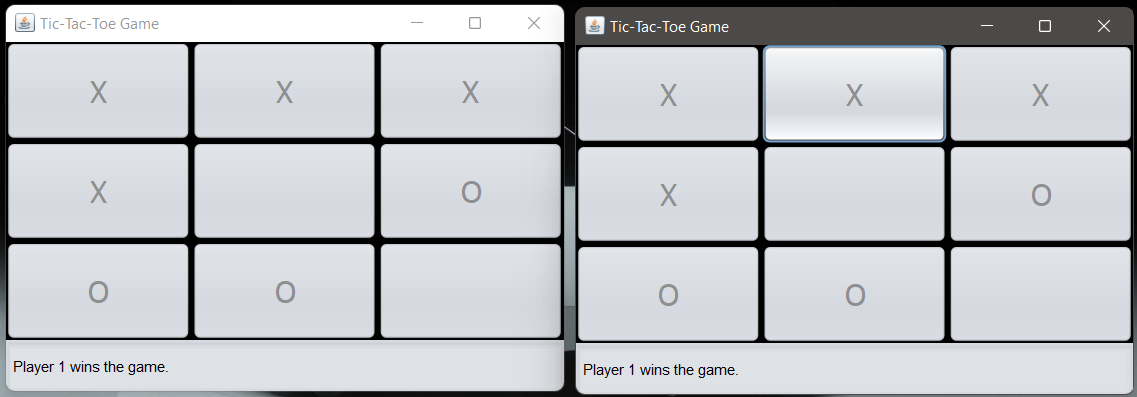 Tic-Tac-Toe Game
X X X
X O
O O
Player 1 wins the game.
Tic-Tac-Toe Game
X X X
X O
O O
Player 1 wins the game.